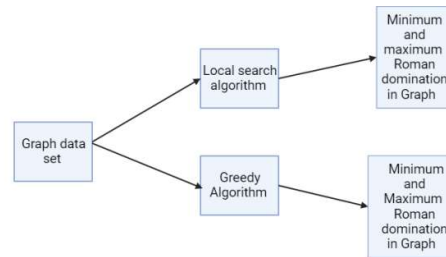 Graph data
set
Local search
algorithm
Minimum
and
maximum
Roman
domination
in Graph
Greedy
Algorithm
Minimum
and
Maximum
Roman
domination
in Graph